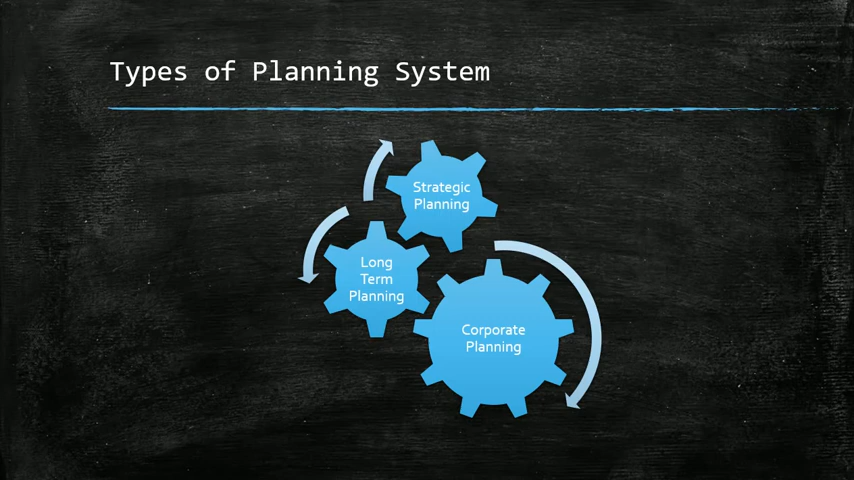 Types of Planning System
Strategic
Planning
Long
Term
Planning
Corporate
Planning